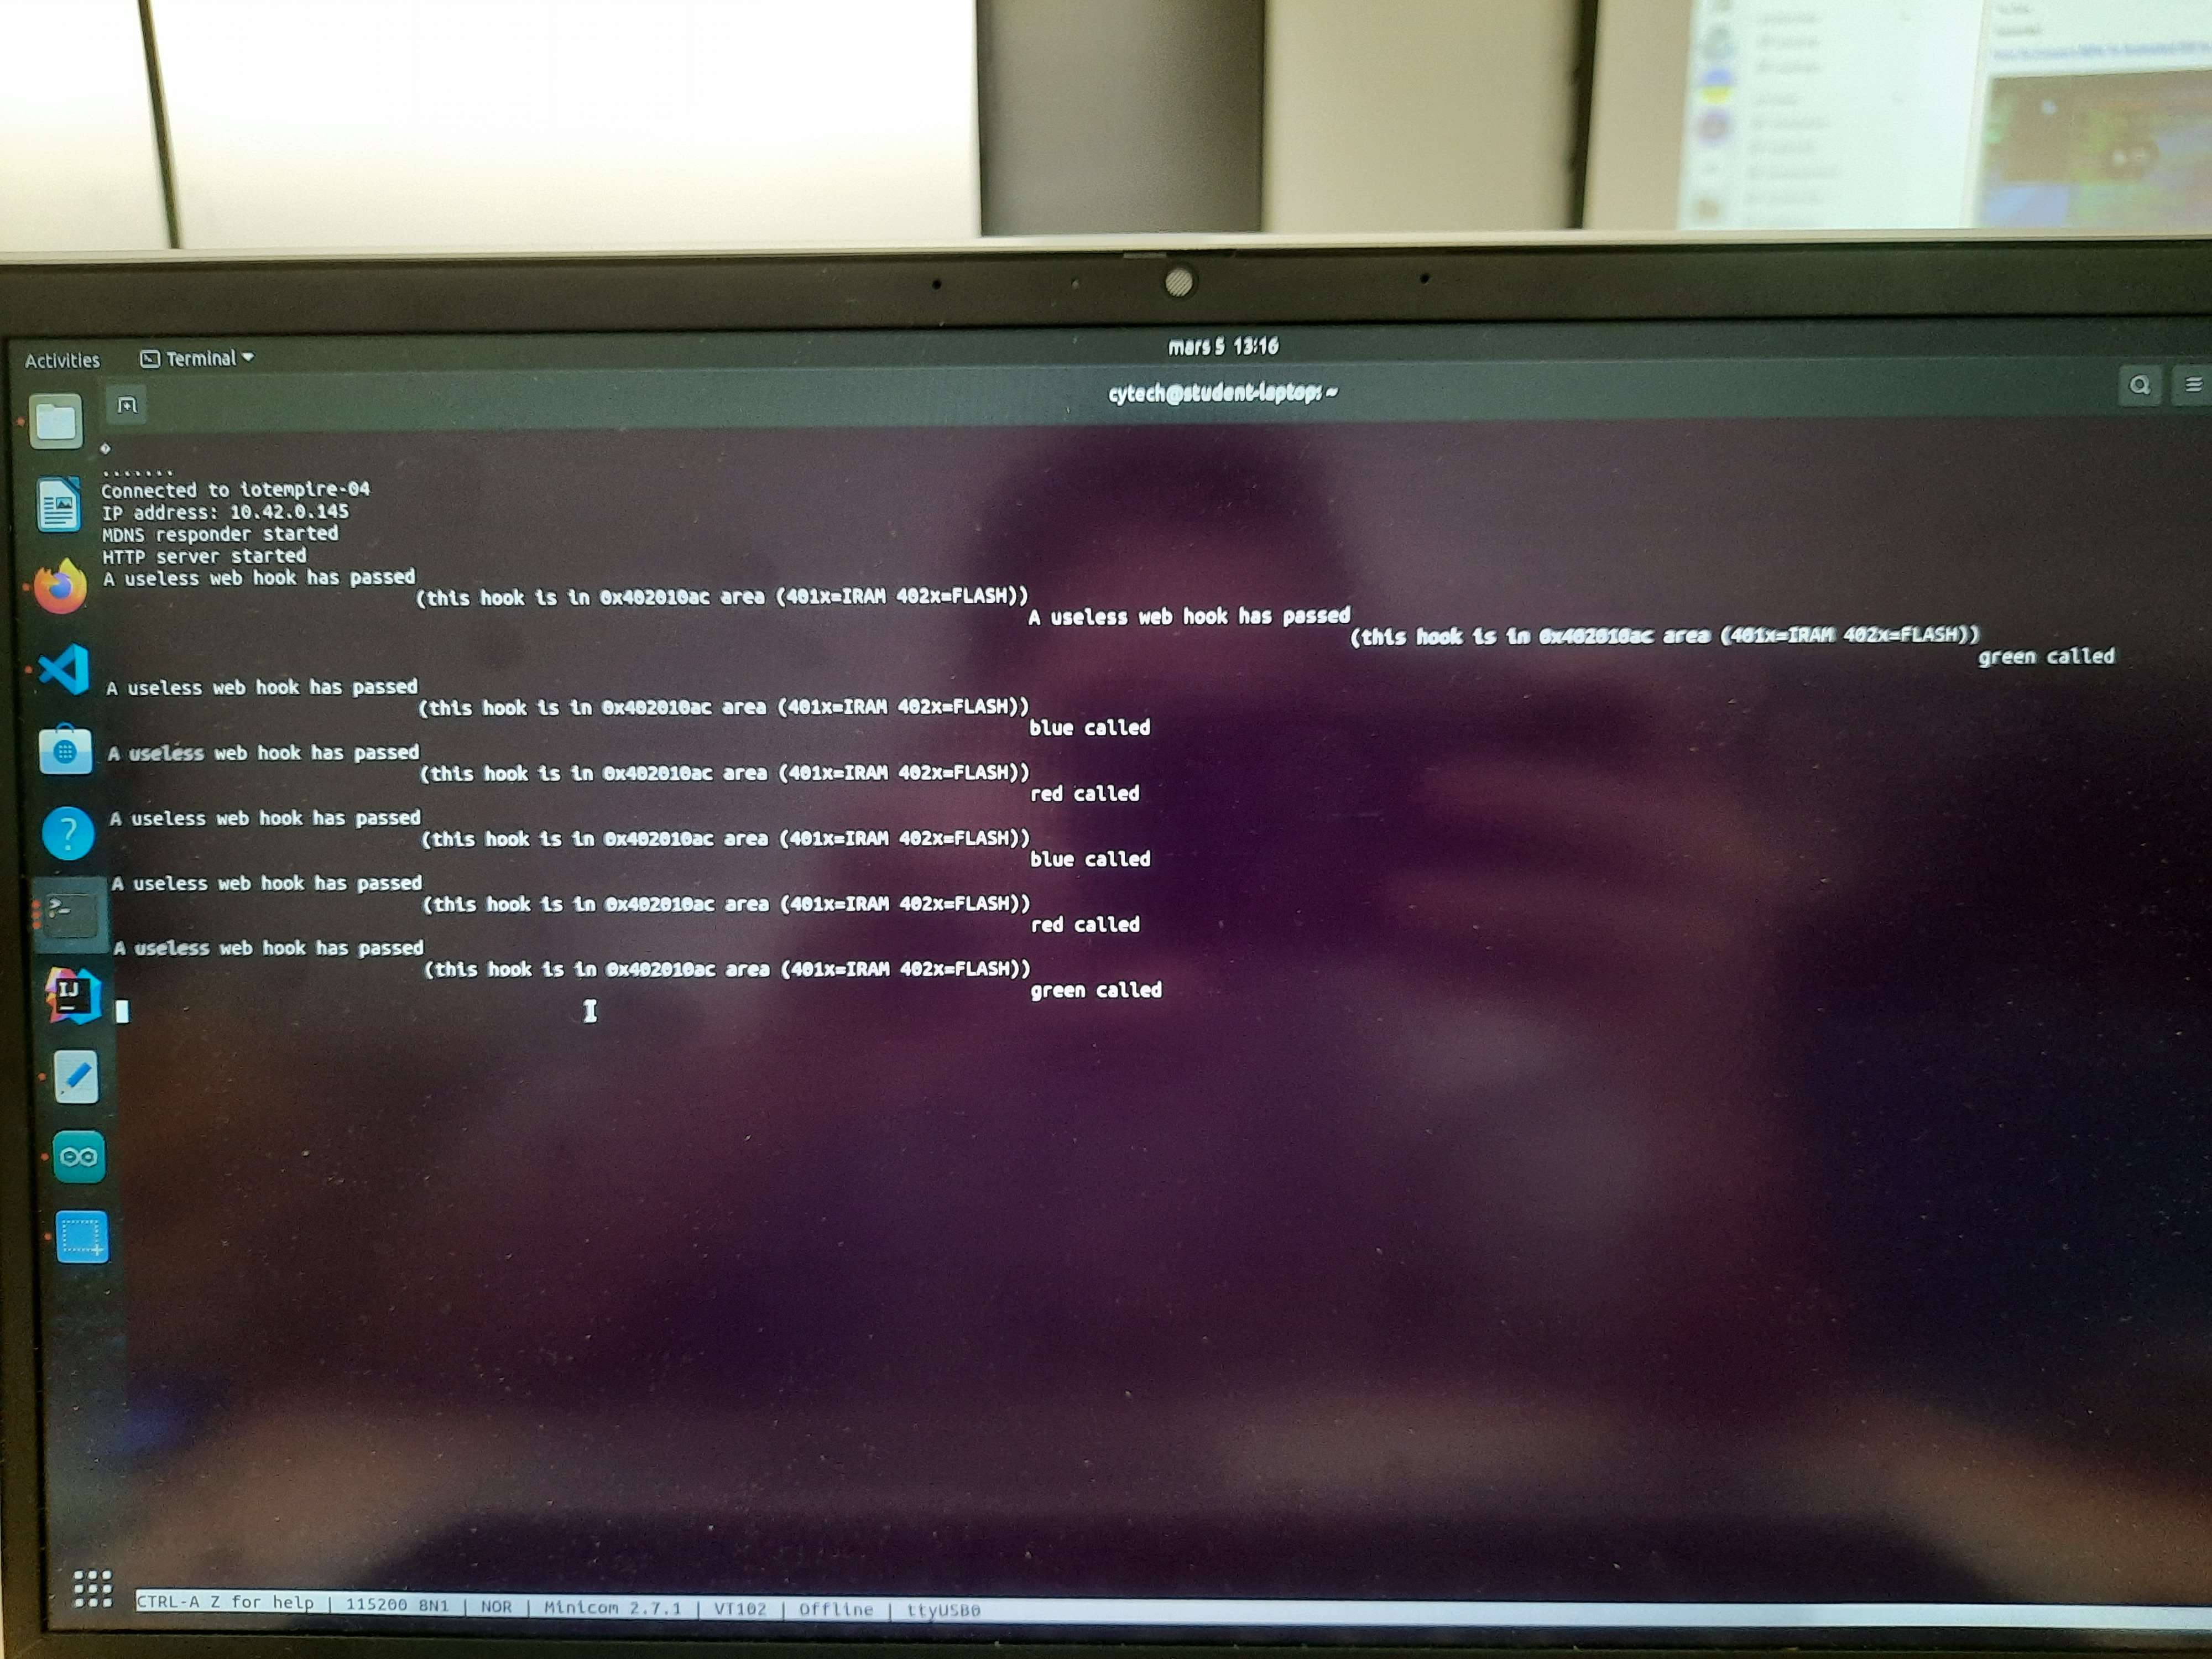 Activities
Terminal
mars 5 13:16
cytech@student-laptop: ~
.......
Connected to iotempire-04
IP address: 10.42.0.145
MDNS responder started
HTTP server started
A useless web hook has passed
(this hook is in 0x402010ac area (401x=IRAM 402x=FLASH))
A useless web hook has passed
(this hook is in 0x402010ac area (401x=IRAM 402x=FLASH))
green called
A useless web hook has passed
(this hook is in 0x402010ac area (401x=IRAM 402x=FLASH))
blue called
A useless web hook has passed
(this hook is in 0x402010ac area (401x=IRAM 402x=FLASH))
red called
A useless web hook has passed
(this hook is in 0x402010ac area (401x=IRAM 402x=FLASH))
blue called
A useless web hook has passed
(this hook is in 0x402010ac area (401x=IRAM 402x=FLASH))
red called
A useless web hook has passed
(this hook is in 0x402010ac area (401x=IRAM 402x=FLASH))
green called
IJ
CTRL-A Z for help | 115200 8N1 | NOR | Minicom 2.7.1 | VT102 | Offline | ttyUSB0